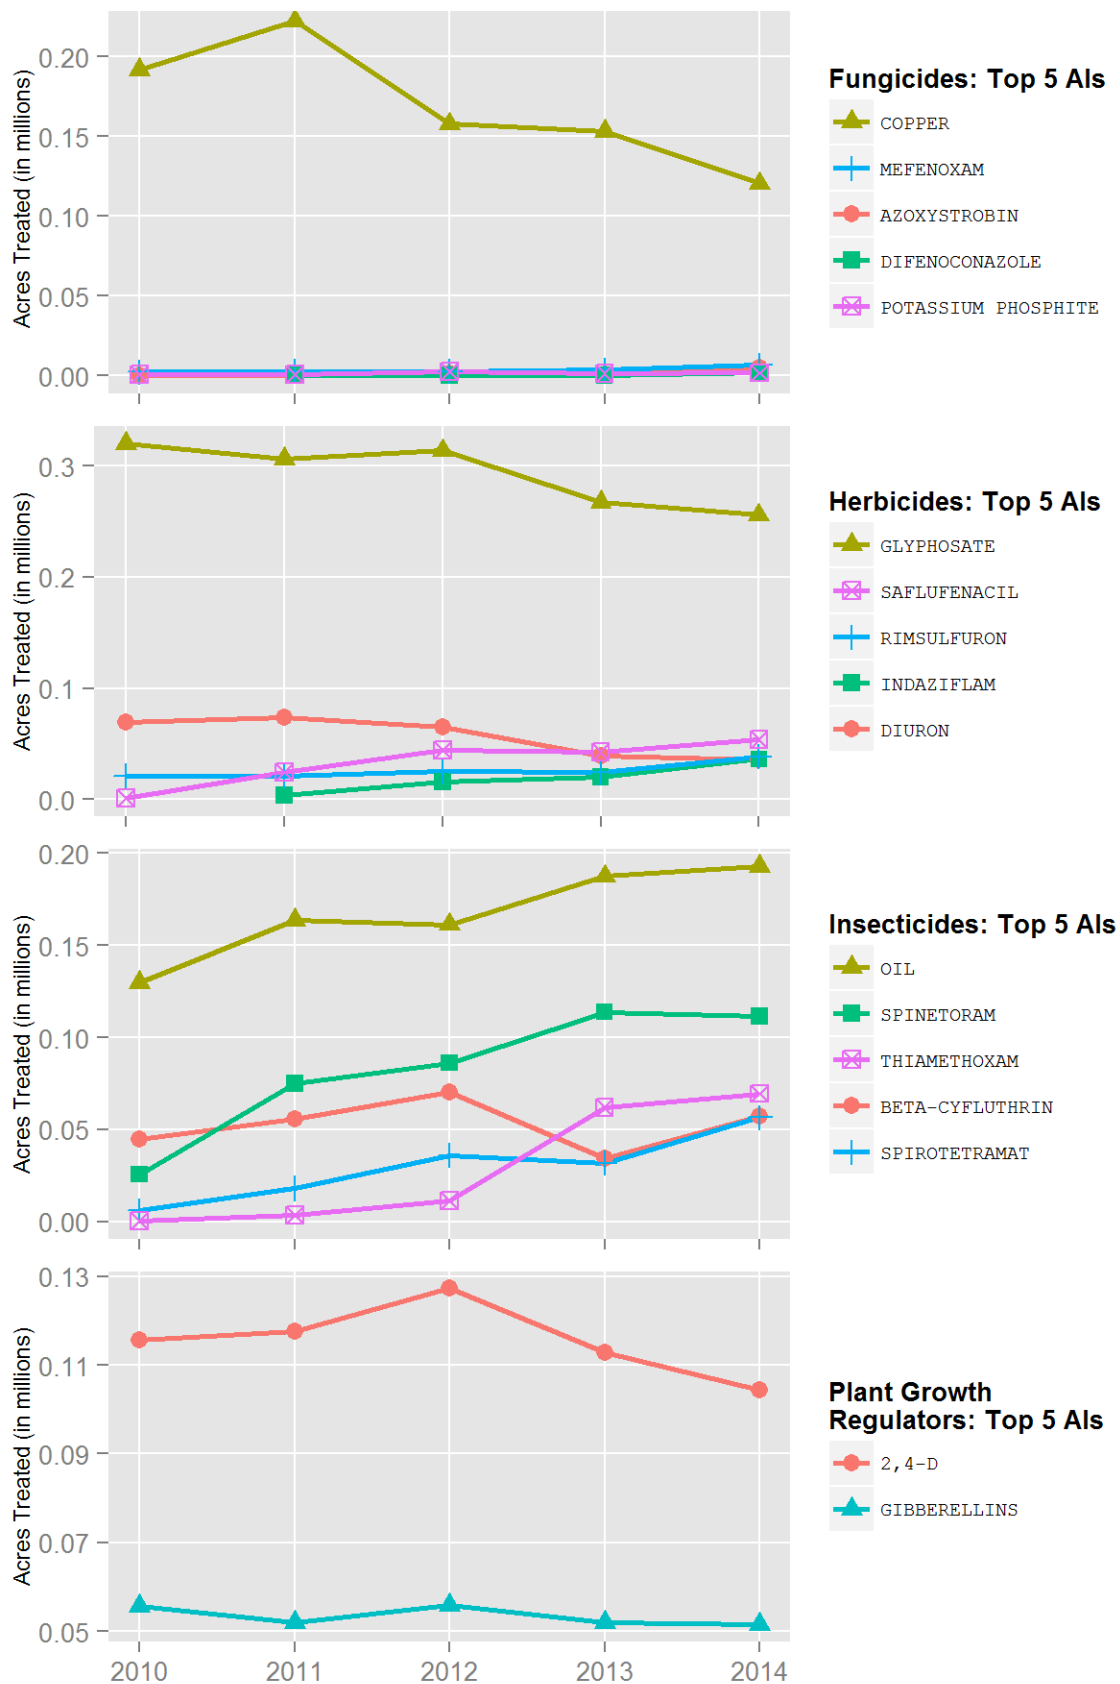 Acres Treated (in millions)
0.20
0.15
0.10
0.05
0.00
Fungicides: Top 5 AIs
COPPER
MEFENOXAM
AZOXYSTROBIN
DIFENOCONAZOLE
POTASSIUM PHOSPHITE
Acres Treated (in millions)
0.3
0.2
0.1
0.0
Herbicides: Top 5 AIs
GLYPHOSATE
SAFLUFENACIL
RIMSULFURON
INDAZIFLAM
DIURON
Acres Treated (in millions)
0.20
0.15
0.10
0.05
0.00
Insecticides: Top 5 AIs
OIL
SPINETORAM
THIAMETHOXAM
BETA-CYFLUTHRIN
SPIROTETRAMAT
Acres Treated (in millions)
0.13
0.11
0.09
0.07
0.05
Plant Growth
Regulators: Top 5 AIs
2,4-D
GIBBERELLINS
2010 2011 2012 2013 2014